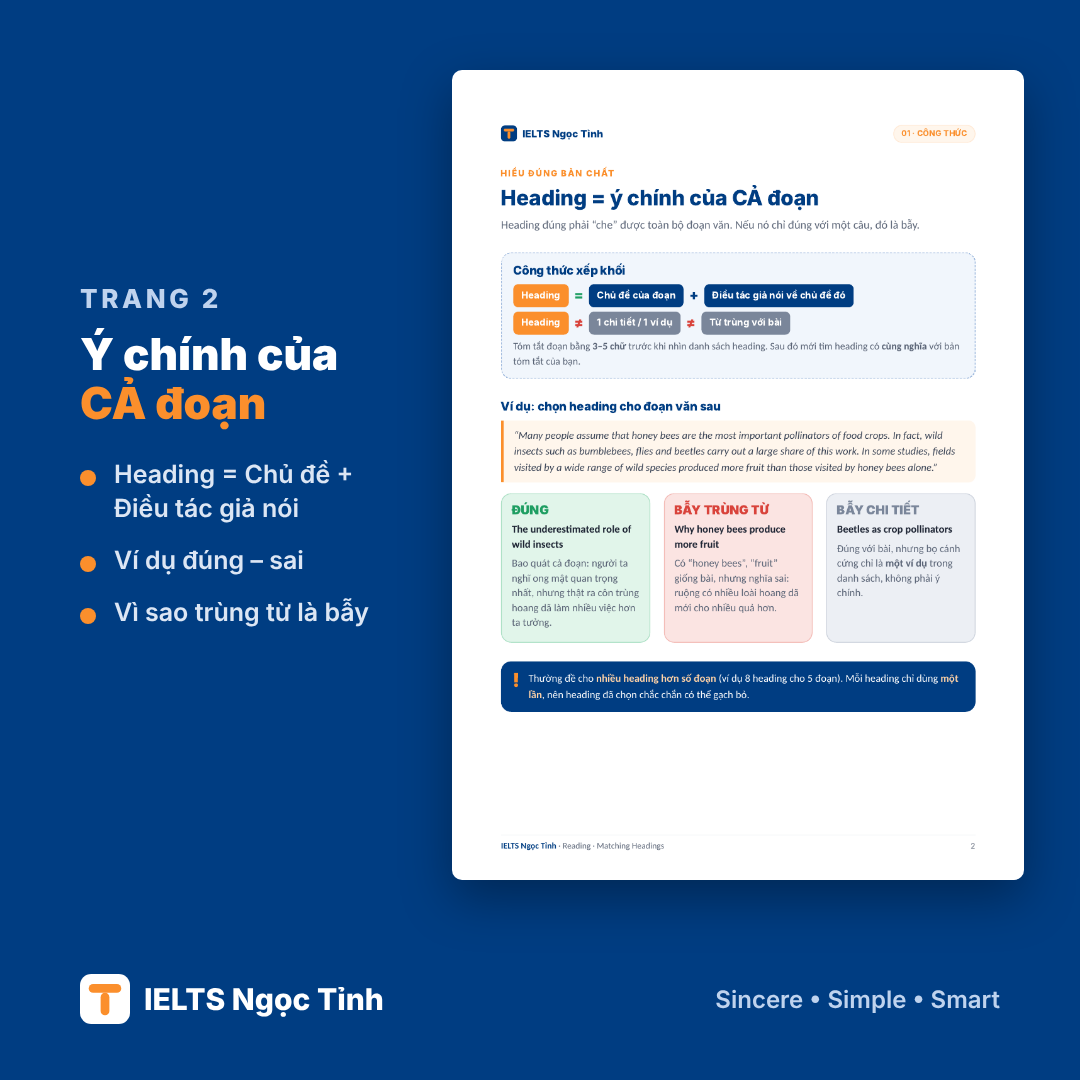 TRANG 2
Ý chính của
CẢ đoạn
Heading = Chủ đề +
Điều tác giả nói
Ví dụ đúng – sai
Vì sao trùng từ là bẫy
IELTS Ngọc Tỉnh
01 · CÔNG THỨC
HIỂU ĐÚNG BẢN CHẤT
Heading = ý chính của CẢ đoạn
Heading đúng phải “che” được toàn bộ đoạn văn. Nếu nó chỉ đúng với một câu, đó là bẫy.
Công thức xếp khối
Heading = Chủ đề của đoạn + Điều tác giả nói về chủ đề đó
Heading ≠ 1 chi tiết / 1 ví dụ ≠ Từ trùng với bài
Tóm tắt đoạn bằng 3–5 chữ trước khi nhìn danh sách heading. Sau đó mới tìm heading có cùng nghĩa với bản
tóm tắt của bạn.
Ví dụ: chọn heading cho đoạn văn sau
“Many people assume that honey bees are the most important pollinators of food crops. In fact, wild
insects such as bumblebees, flies and beetles carry out a large share of this work. In some studies, fields
visited by a wide range of wild species produced more fruit than those visited by honey bees alone.”
ĐÚNG
The underestimated role of
wild insects
Bao quát cả đoạn: người ta
nghĩ ong mật quan trọng
nhất, nhưng thật ra côn trùng
hoang dã làm nhiều việc hơn
ta tưởng.
BẪY TRÙNG TỪ
Why honey bees produce
more fruit
Có “honey bees”, “fruit”
giống bài, nhưng nghĩa sai:
ruộng có nhiều loài hoang dã
mới cho nhiều quả hơn.
BẪY CHI TIẾT
Beetles as crop pollinators
Đúng với bài, nhưng bọ cánh
cứng chỉ là một ví dụ trong
danh sách, không phải ý
chính.
! Thường đề cho nhiều heading hơn số đoạn (ví dụ 8 heading cho 5 đoạn). Mỗi heading chỉ dùng một
lần, nên heading đã chọn chắc chắn có thể gạch bỏ.
IELTS Ngọc Tỉnh · Reading · Matching Headings
2
IELTS Ngọc Tỉnh
Sincere • Simple • Smart